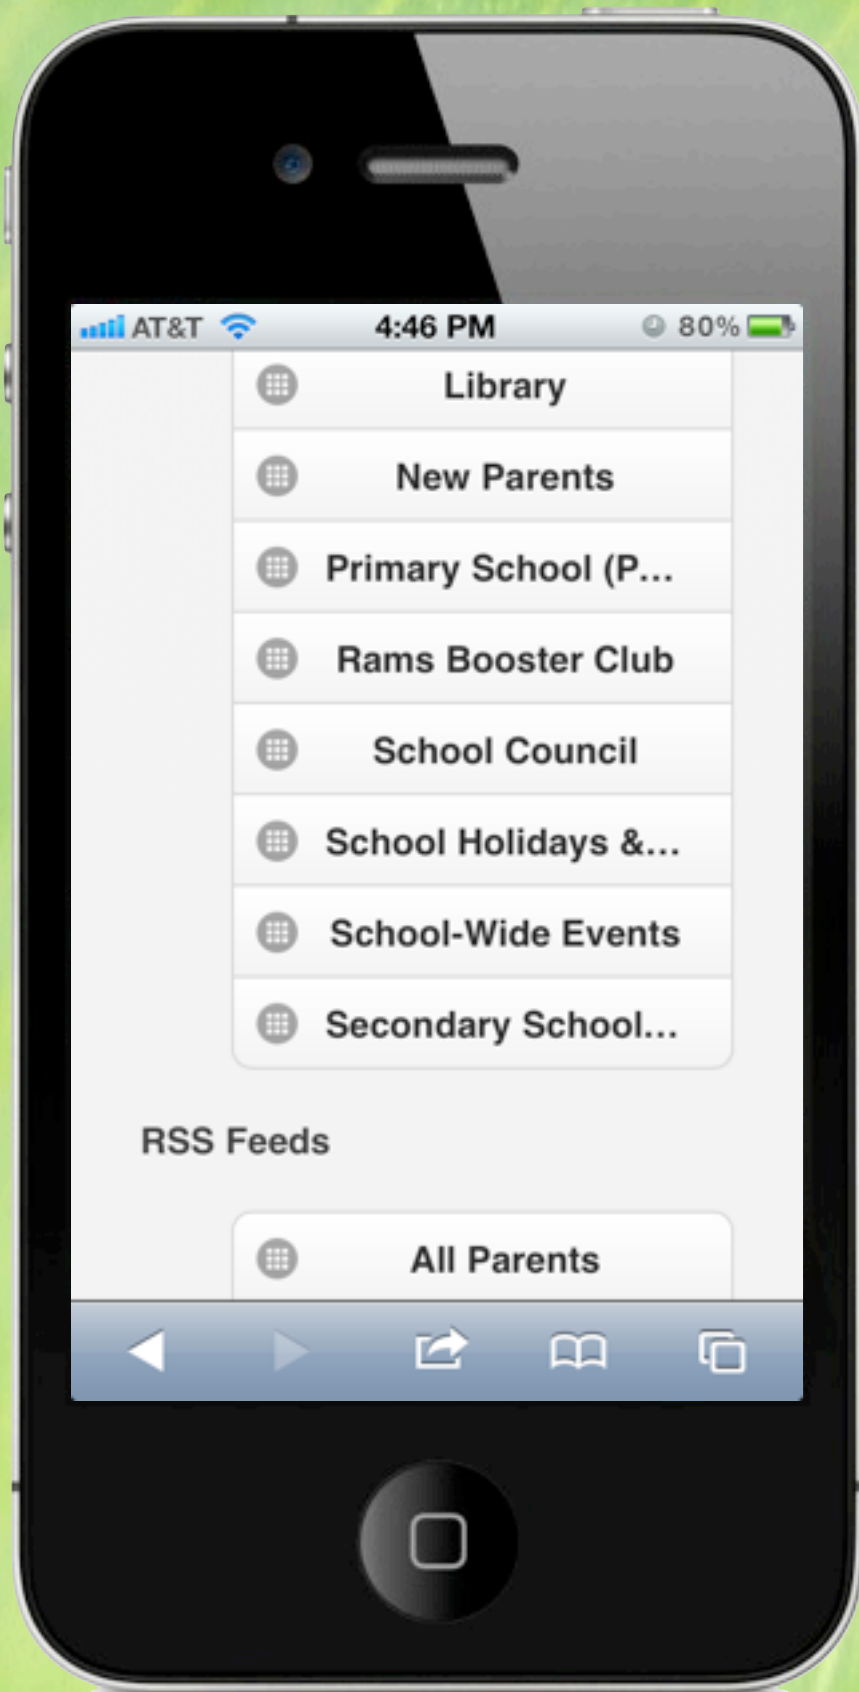 AT&T 4:46 PM 80%
Library
New Parents
Primary School (P...
Rams Booster Club
School Council
School Holidays &...
School-Wide Events
Secondary School...
RSS Feeds
All Parents